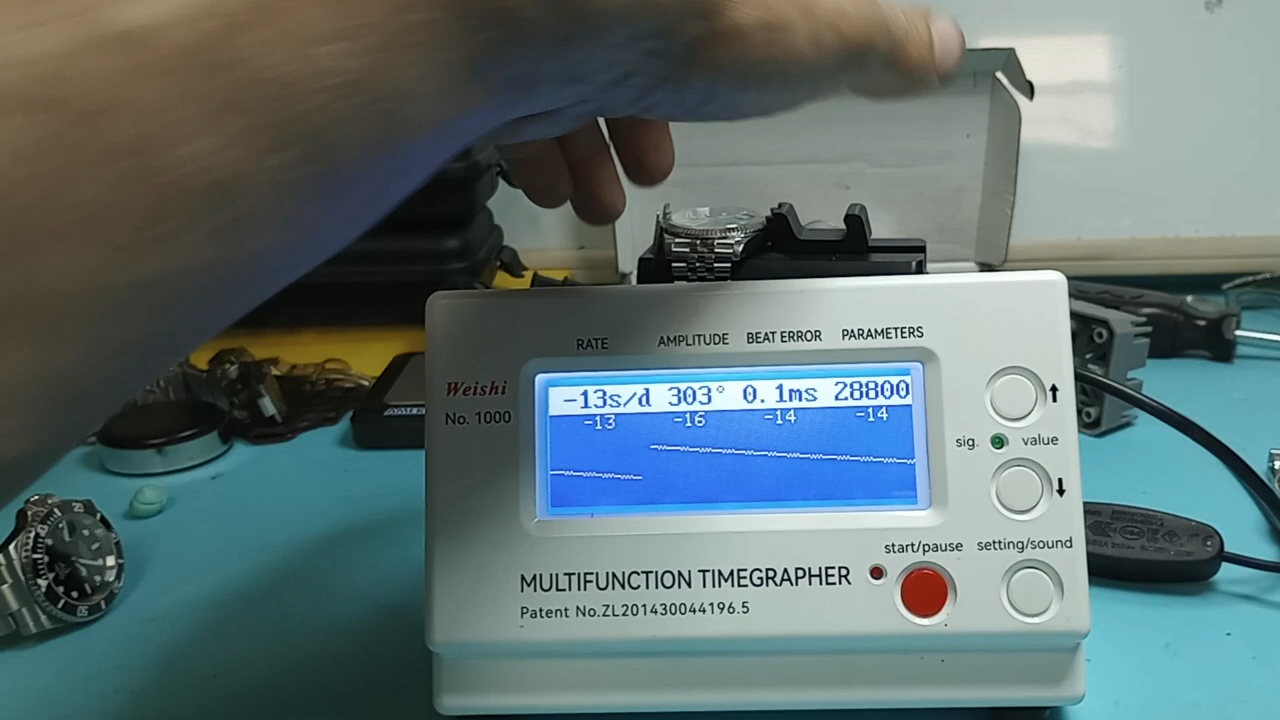 RATE AMPLITUDE BEAT ERROR PARAMETERS
Weishi
No. 1000
-13s/d 303° 0.1ms 28800
-13 -16 -14 -14
sig. value
start/pause setting/sound
MULTIFUNCTION TIMEGRAPHER
Patent No.ZL201430044196.5